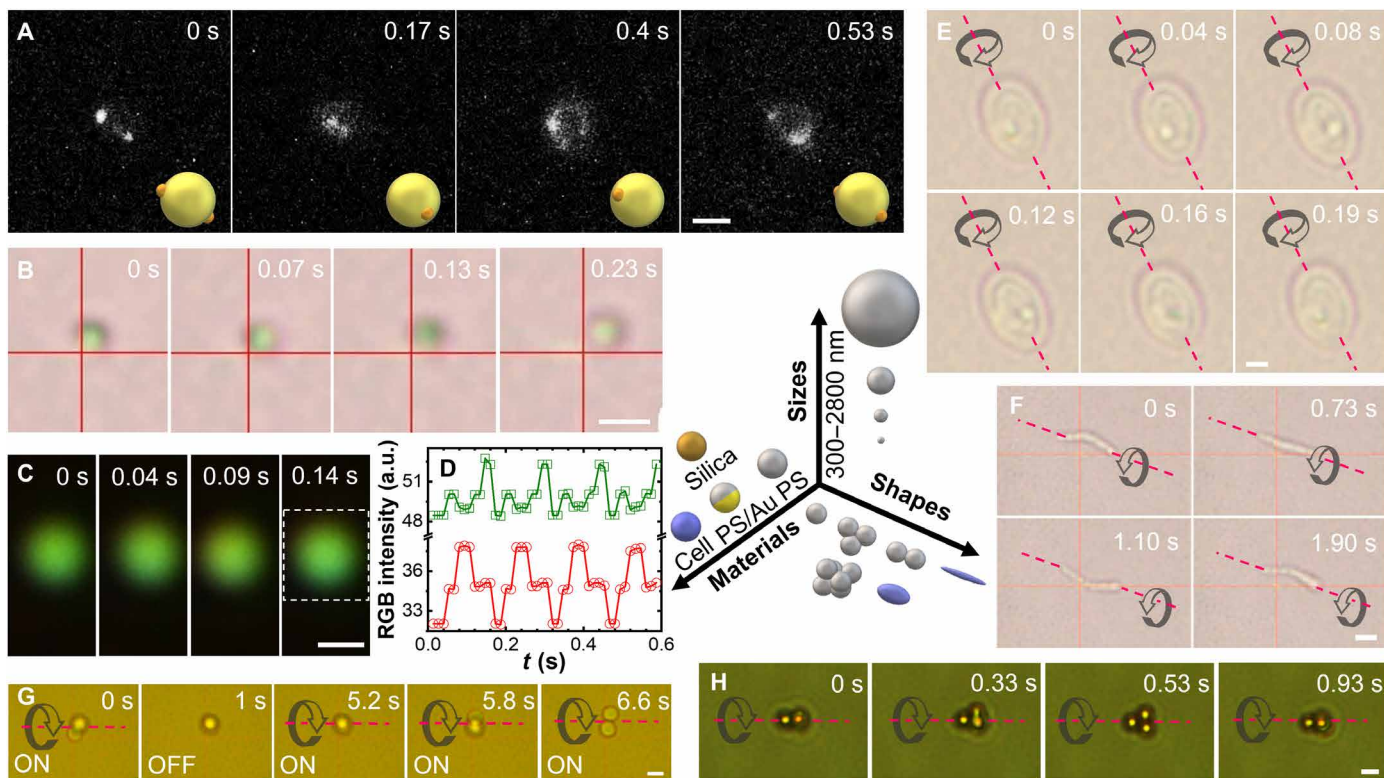 A
0 s
0.17 s
0.4 s
0.53 s
B
0 s
0.07 s
0.13 s
0.23 s
C
0 s
0.04 s
0.09 s
0.14 s
D
RGB intensity (a.u.)
51
48
36
33
0.0
0.2
0.4
0.6
t (s)
Sizes
300–2800 nm
Shapes
Materials
Silica
Cell PS/Au PS
E
0 s
0.04 s
0.08 s
0.12 s
0.16 s
0.19 s
F
0 s
0.73 s
1.10 s
1.90 s
G
0 s
1 s
5.2 s
5.8 s
6.6 s
ON
OFF
ON
ON
ON
H
0 s
0.33 s
0.53 s
0.93 s